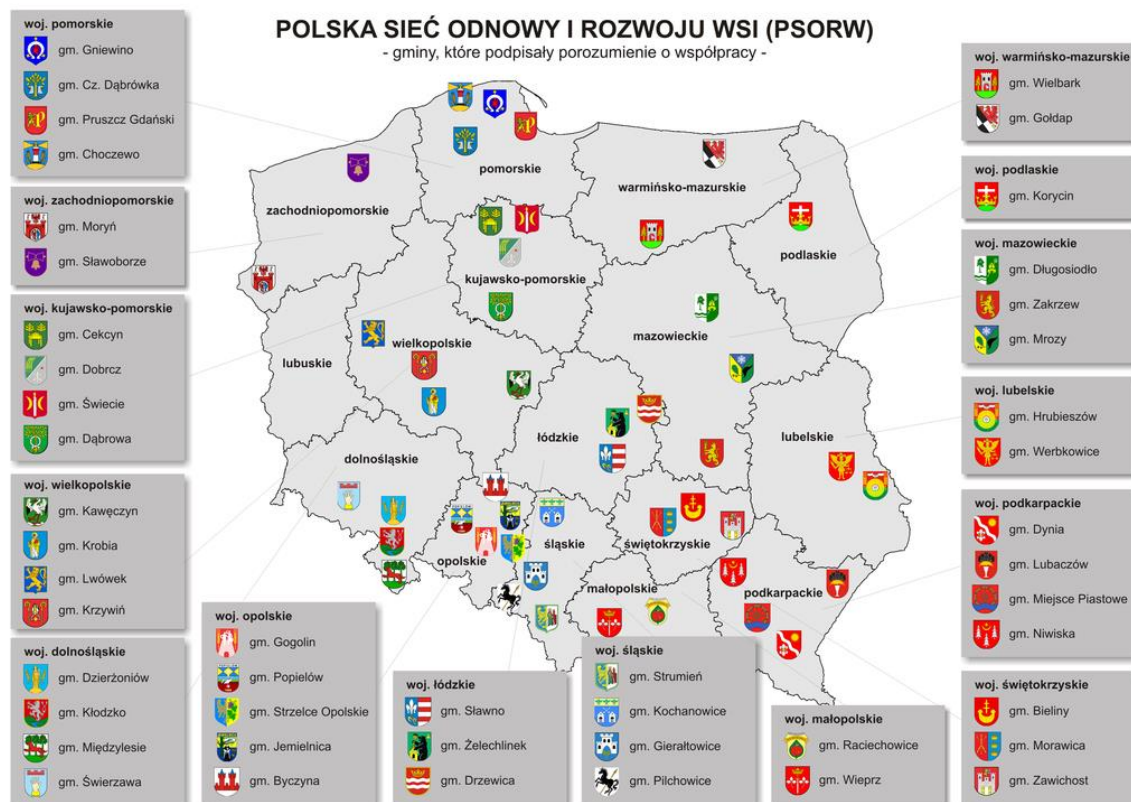 POLSKA SIEĆ ODNOWY I ROZWOJU WSI (PSORW)
- gminy, które podpisały porozumienie o współpracy -
woj. pomorskie
gm. Gniewino
gm. Cz. Dąbrówka
gm. Pruszcz Gdański
gm. Choczewo
woj. zachodniopomorskie
gm. Moryń
gm. Sławoborze
woj. kujawsko-pomorskie
gm. Cekcyn
gm. Dobrcz
gm. Świecie
gm. Dąbrowa
woj. wielkopolskie
gm. Kawęczyn
gm. Krobia
gm. Lwówek
gm. Krzywiń
woj. dolnośląskie
gm. Dzierżoniów
gm. Kłodzko
gm. Międzylesie
gm. Świerzawa
woj. opolskie
gm. Gogolin
gm. Popielów
gm. Strzelce Opolskie
gm. Jemielnica
gm. Byczyna
woj. łódzkie
gm. Sławno
gm. Żelechlinek
gm. Drzewica
woj. śląskie
gm. Strumień
gm. Kochanowice
gm. Gierałtowice
gm. Pilchowice
woj. małopolskie
gm. Raciechowice
gm. Wieprz
woj. warmińsko-mazurskie
gm. Wielbark
gm. Gołdap
woj. podlaskie
gm. Korycin
woj. mazowieckie
gm. Długosiodło
gm. Zakrzew
gm. Mrozy
woj. lubelskie
gm. Hrubieszów
gm. Werbkowice
woj. podkarpackie
gm. Dynia
gm. Lubaczów
gm. Miejsce Piastowe
gm. Niwiska
woj. świętokrzyskie
gm. Bieliny
gm. Morawica
gm. Zawichost
pomorskie
warmińsko-mazurskie
zachodniopomorskie
podlaskie
kujawsko-pomorskie
mazowieckie
wielkopolskie
lubuskie
łódzkie
lubelskie
dolnośląskie
opolskie
śląskie
świętokrzyskie
małopolskie
podkarpackie